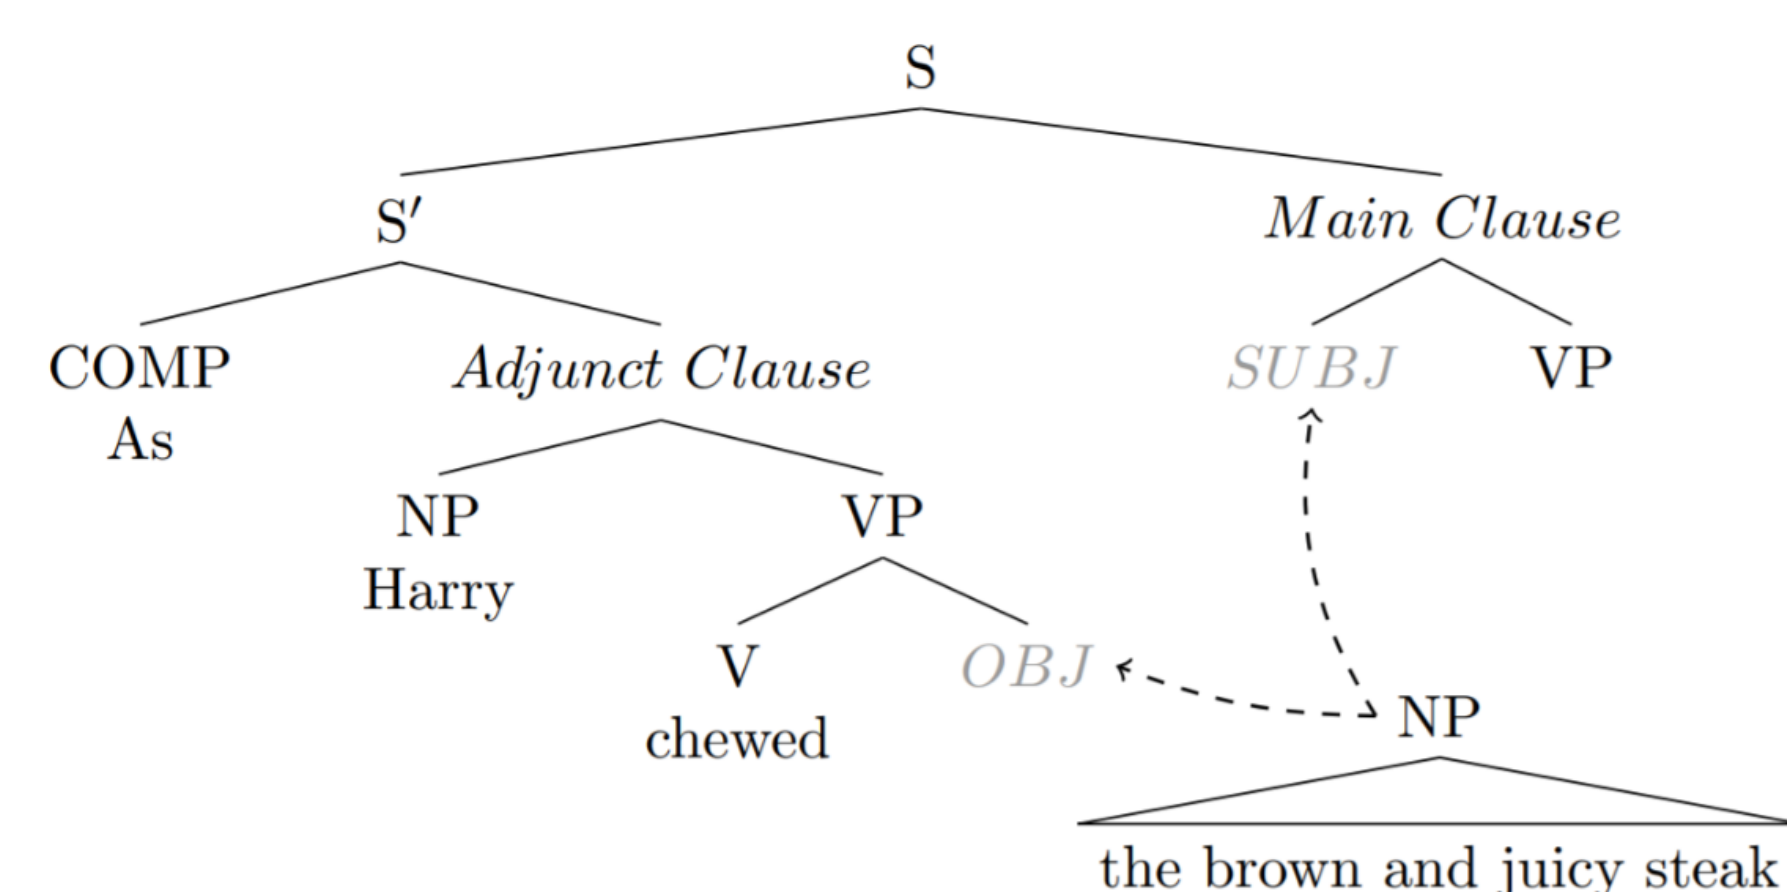 S
S′
Main Clause
COMP
Adjunct Clause
SUBJ
VP
As
NP
VP
Harry
V
OBJ
NP
chewed
the brown and juicy steak